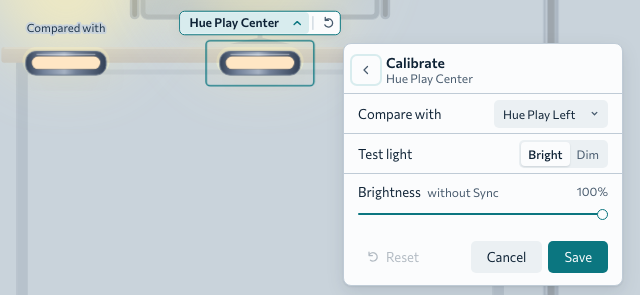 Hue Play Center
Compared with
Calibrate
Hue Play Center
Compare with
Hue Play Left
Test light
Bright
Dim
Brightness without Sync
100%
Reset
Cancel
Save